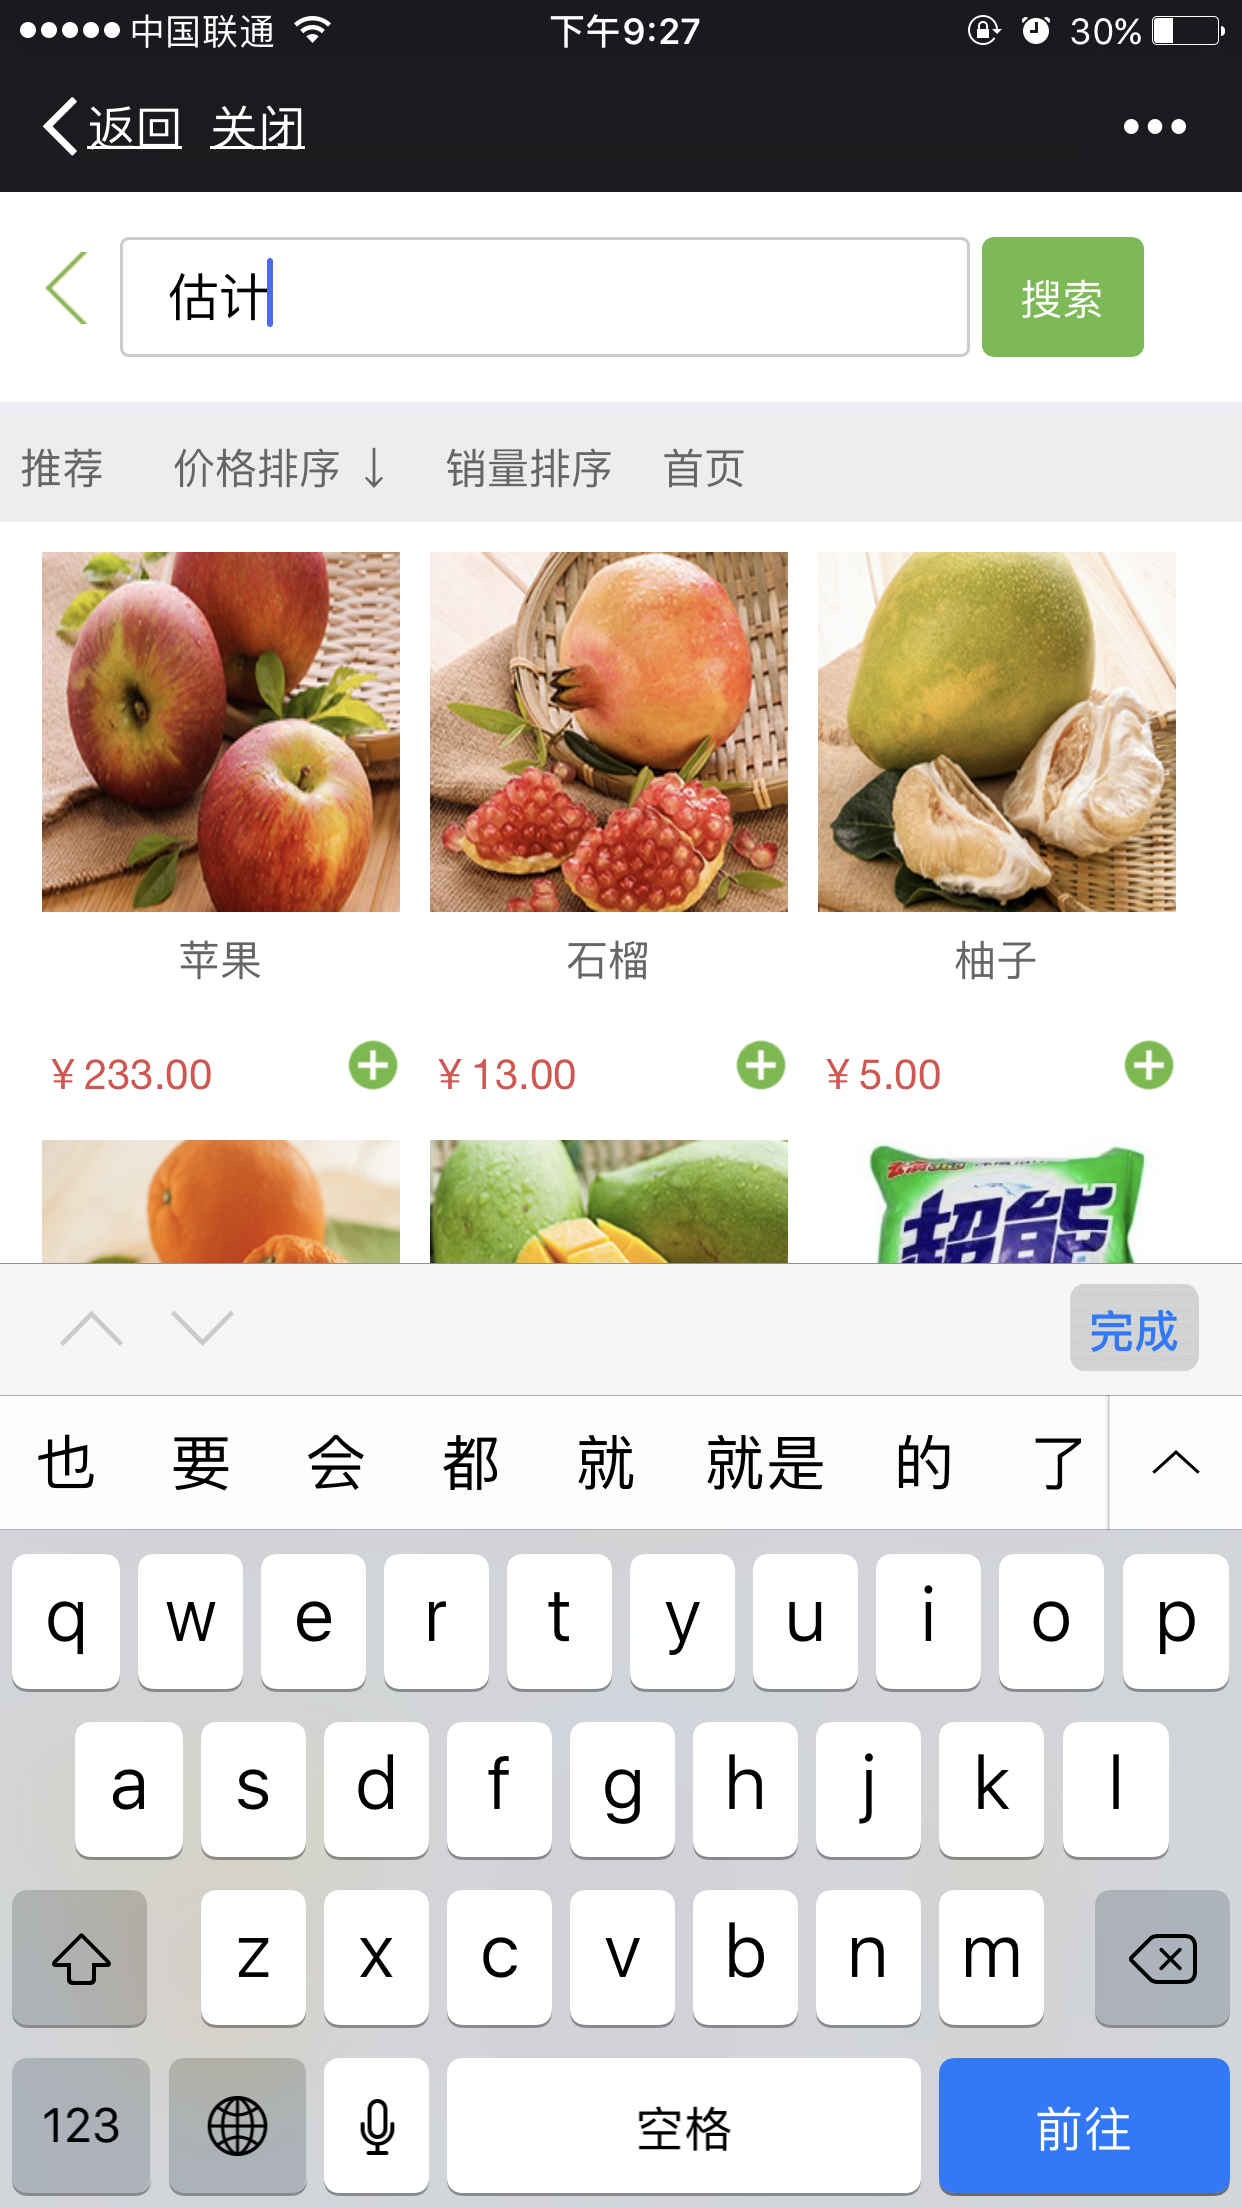 中国联通 下午9:27 30%
返回 关闭
估计 搜索
推荐 价格排序 ↓ 销量排序 首页
苹果 石榴 柚子
¥233.00 ¥13.00 ¥5.00
超能
完成
也 要 会 都 就 就是 的 了
q w e r t y u i o p
a s d f g h j k l
z x c v b n m
123 空格 前往